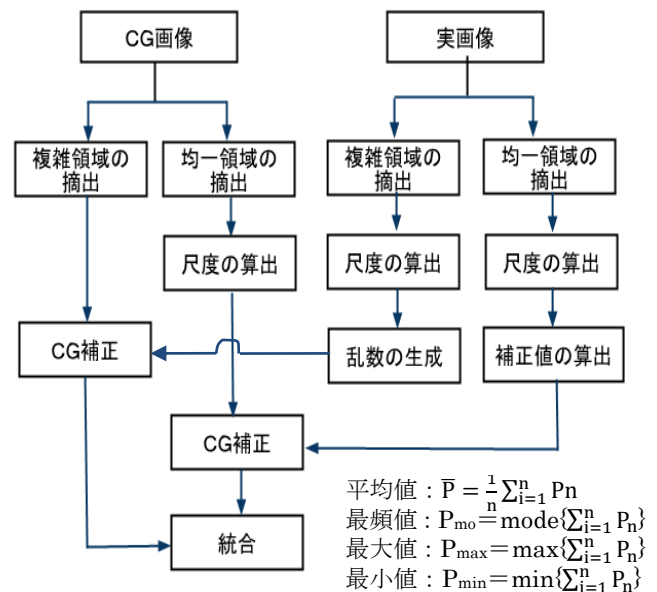 CG画像
実画像
複雑領域の
摘出
均一領域の
摘出
複雑領域の
摘出
均一領域の
摘出
尺度の算出
尺度の算出
尺度の算出
CG補正
乱数の生成
補正値の算出
CG補正
統合
平均値：P̅ = 1/n ∑ⁿᵢ₌₁ Pn
最頻値：Pₘₒ＝mode{∑ⁿᵢ₌₁ Pₙ}
最大値：Pₘₐₓ＝max{∑ⁿᵢ₌₁ Pₙ}
最小値：Pₘᵢₙ＝min{∑ⁿᵢ₌₁ Pₙ}